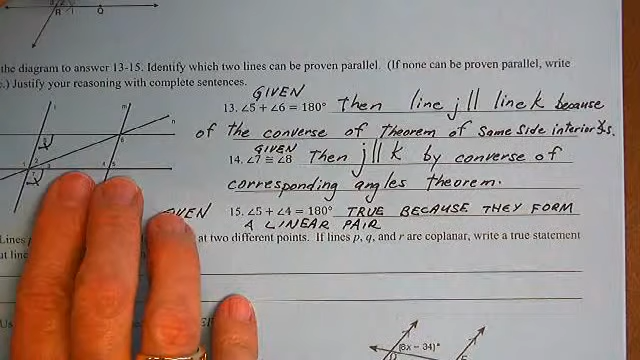 R 1 Q
the diagram to answer 13-15. Identify which two lines can be proven parallel. (If none can be proven parallel, write
.) Justify your reasoning with complete sentences.
GIVEN
13. ∠5 + ∠6 = 180° then line j || line k because
of the converse of theorem of same side interior ∡s.
GIVEN
14. ∠7 ≅ ∠8 Then j || k by converse of
corresponding angles theorem.
15. ∠5 + ∠4 = 180° TRUE BECAUSE THEY FORM
A LINEAR PAIR
Lines at two different points. If lines p, q, and r are coplanar, write a true statement
(8x − 34)°